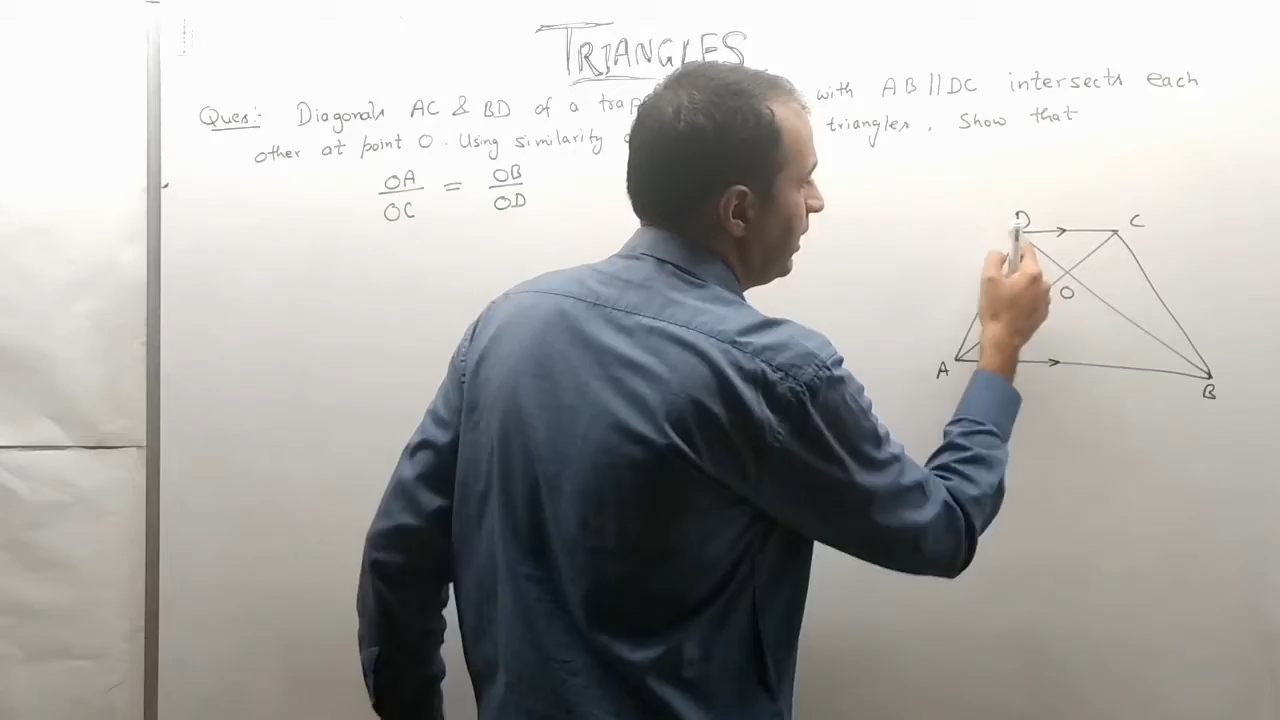 TRIANGLES
Ques:- Diagonals AC & BD of a with AB || DC intersects each
other at point O. Using similarity triangles, Show that
OA/OC = OB/OD
D C
O
A
B